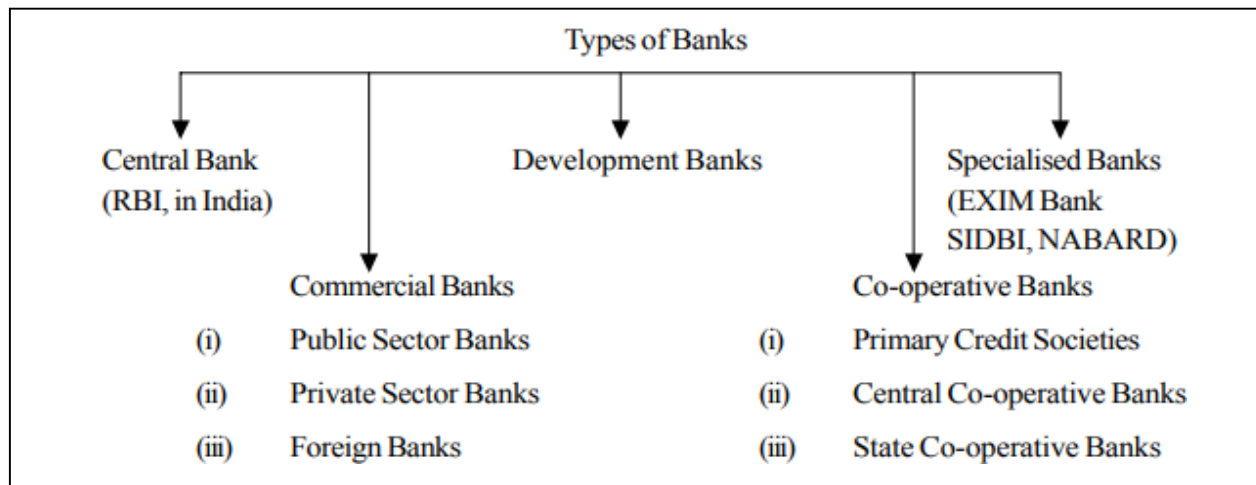 Types of Banks
Central Bank
(RBI, in India)
Development Banks
Specialised Banks
(EXIM Bank
SIDBI, NABARD)
Commercial Banks
(i) Public Sector Banks
(ii) Private Sector Banks
(iii) Foreign Banks
Co-operative Banks
(i) Primary Credit Societies
(ii) Central Co-operative Banks
(iii) State Co-operative Banks